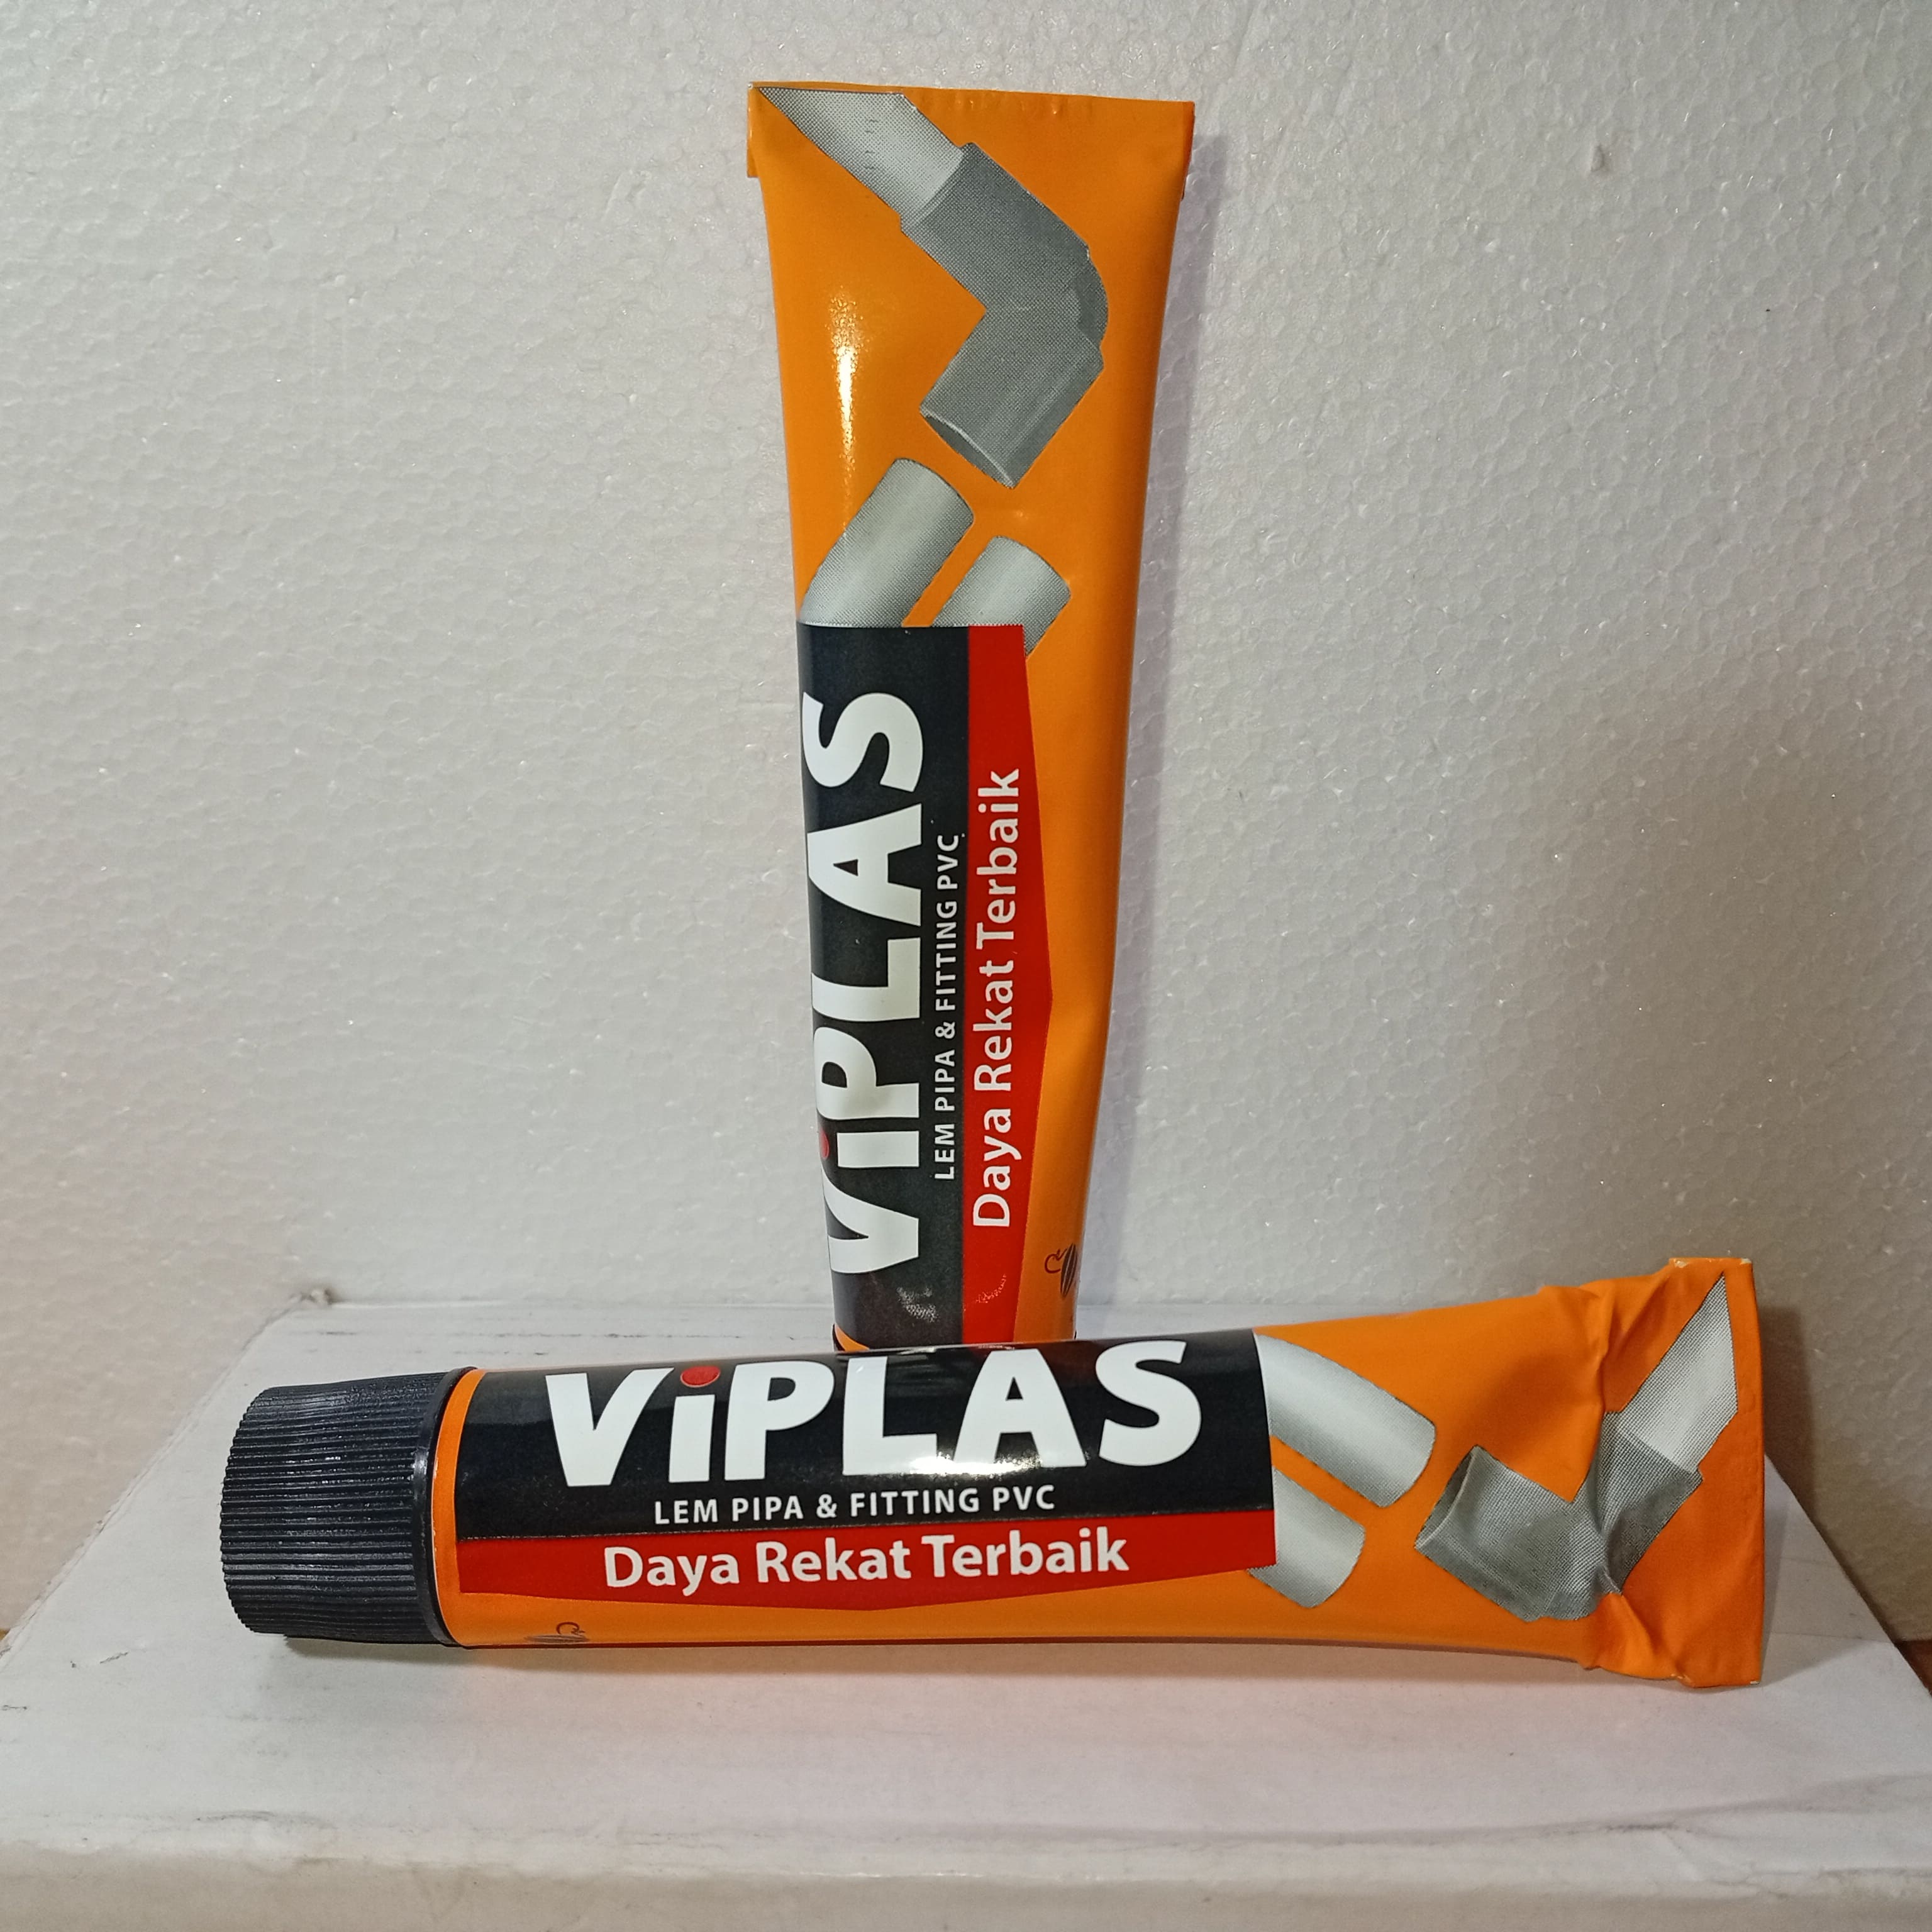 ViPLAS
LEM PIPA & FITTING PVC
Daya Rekat Terbaik
ViPLAS
LEM PIPA & FITTING PVC
Daya Rekat Terbaik